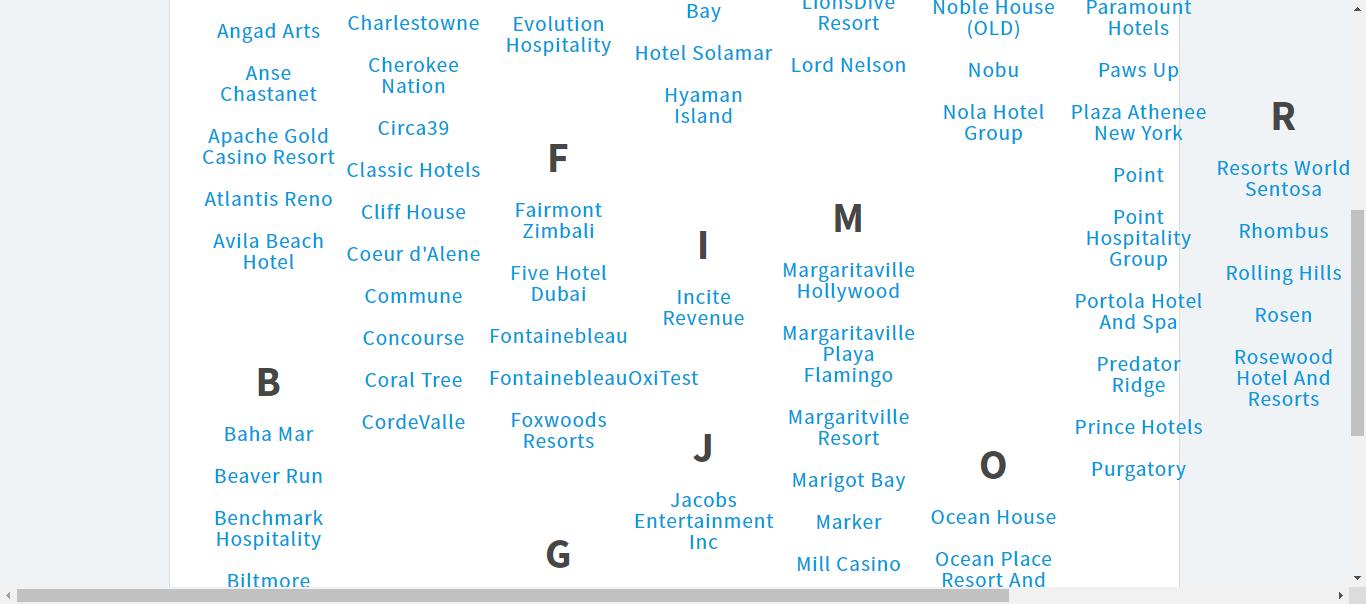 Angad Arts
Anse
Chastanet
Apache Gold
Casino Resort
Atlantis Reno
Avila Beach
Hotel
B
Baha Mar
Beaver Run
Benchmark
Hospitality
Biltmore
Charlestowne
Cherokee
Nation
Circa39
Classic Hotels
Cliff House
Coeur d'Alene
Commune
Concourse
Coral Tree
CordeValle
Evolution
Hospitality
F
Fairmont
Zimbali
Five Hotel
Dubai
Fontainebleau
FontainebleauOxiTest
Foxwoods
Resorts
G
Bay
Hotel Solamar
Hyaman
Island
I
Incite
Revenue
J
Jacobs
Entertainment
Inc
LionsDive
Resort
Lord Nelson
M
Margaritaville
Hollywood
Margaritaville
Playa
Flamingo
Margaritville
Resort
Marigot Bay
Marker
Mill Casino
Noble House
(OLD)
Nobu
Nola Hotel
Group
O
Ocean House
Ocean Place
Resort And
Paramount
Hotels
Paws Up
Plaza Athenee
New York
Point
Point
Hospitality
Group
Portola Hotel
And Spa
Predator
Ridge
Prince Hotels
Purgatory
R
Resorts World
Sentosa
Rhombus
Rolling Hills
Rosen
Rosewood
Hotel And
Resorts